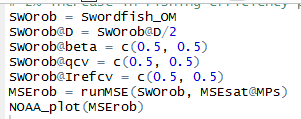 SWOrob = Swordfish_OM
SWOrob@D = SWOrob@D/2
SWOrob@beta = c(0.5, 0.5)
SWOrob@qcv = c(0.5, 0.5)
SWOrob@Irefcv = c(0.5, 0.5)
MSErob = runMSE(SWOrob, MSEsat@MPs)
NOAA_plot(MSErob)